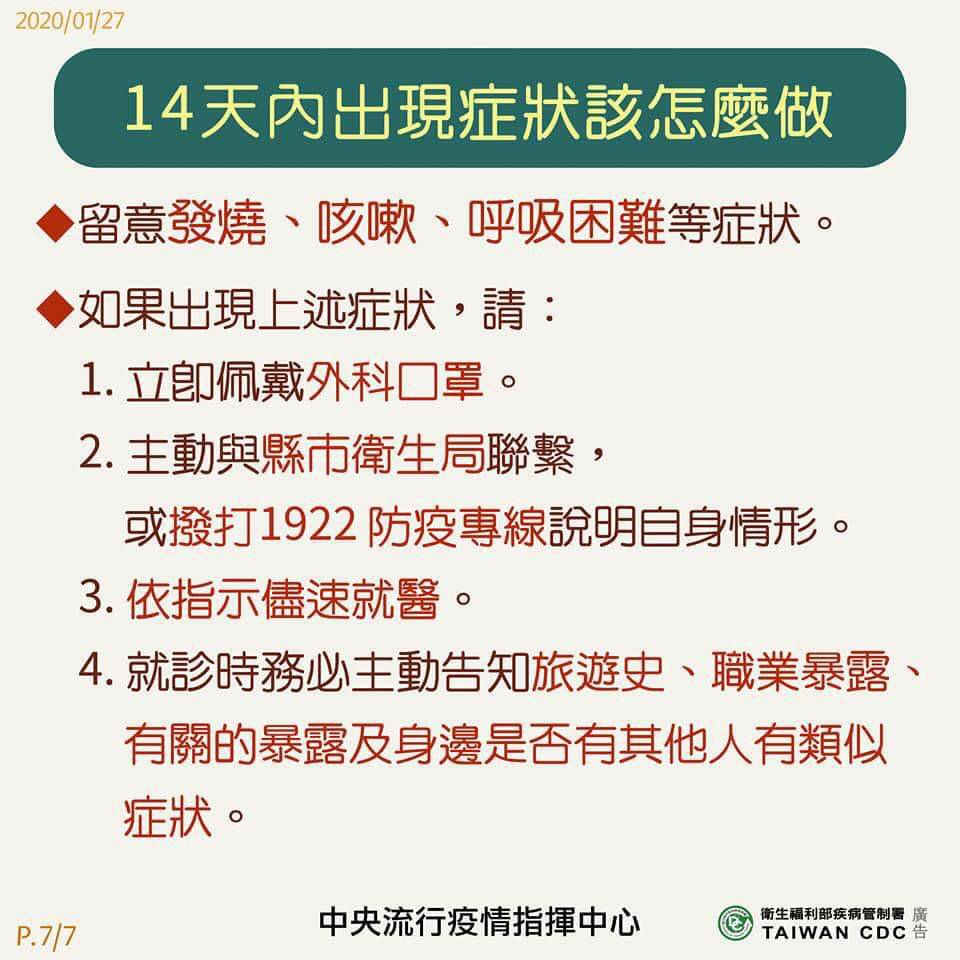 2020/01/27
14天內出現症狀該怎麼做
◆留意發燒、咳嗽、呼吸困難等症狀。
◆如果出現上述症狀，請：
1. 立即佩戴外科口罩。
2. 主動與縣市衛生局聯繫，
或撥打1922 防疫專線說明自身情形。
3. 依指示儘速就醫。
4. 就診時務必主動告知旅遊史、職業暴露、
有關的暴露及身邊是否有其他人有類似
症狀。
中央流行疫情指揮中心
衛生福利部疾病管制署
TAIWAN CDC
廣告
P.7/7